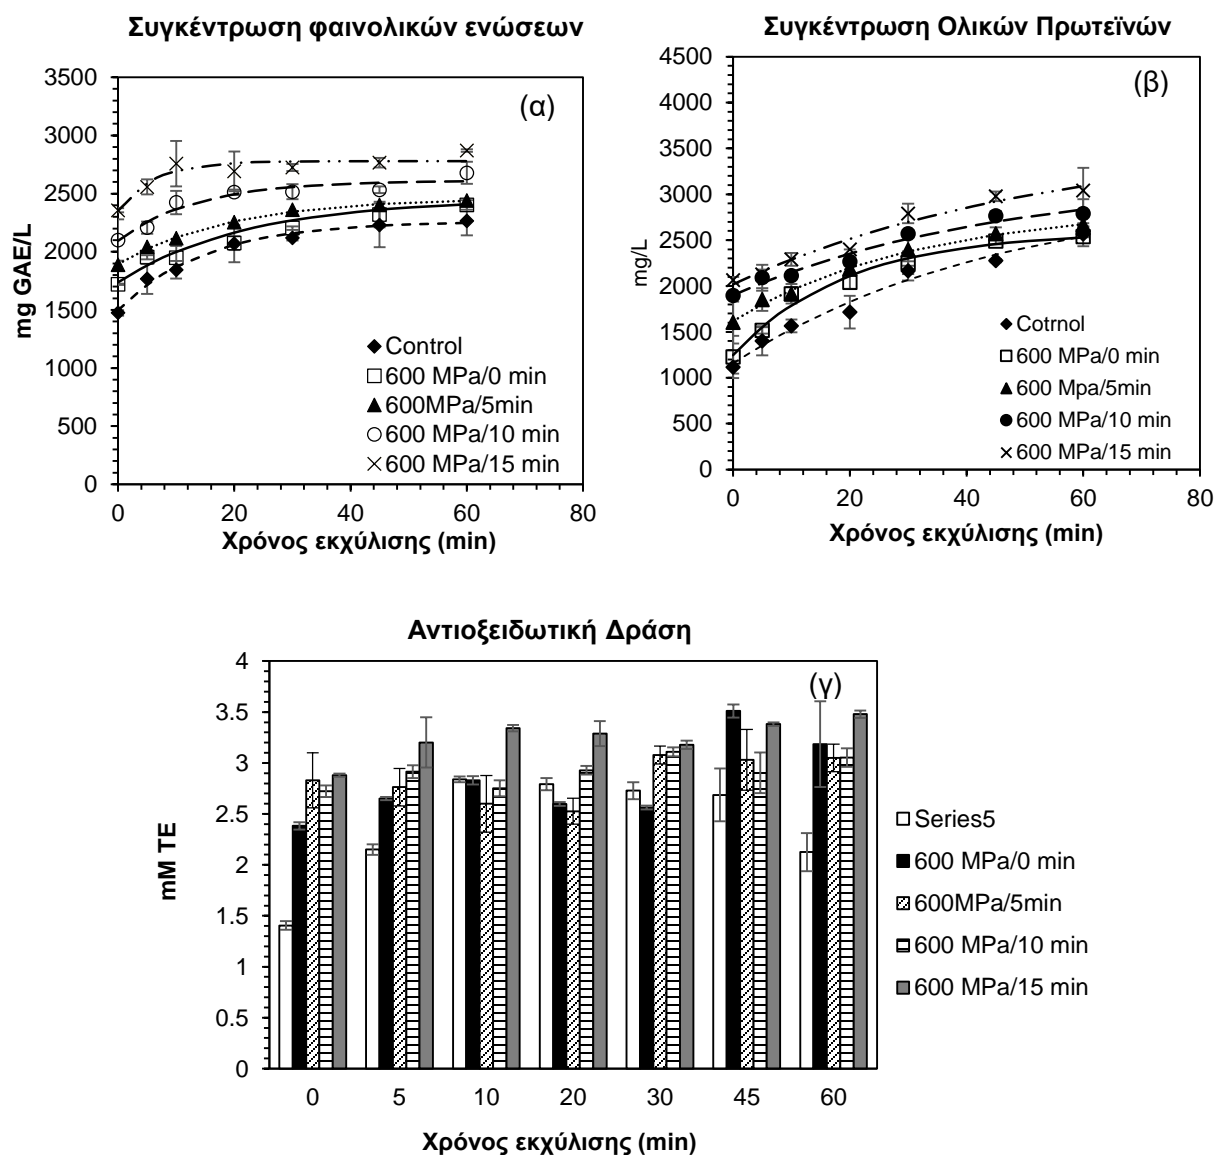 Συγκέντρωση φαινολικών ενώσεων
(α)
mg GAE/L
3500
3000
2500
2000
1500
1000
500
0
0 20 40 60 80
Χρόνος εκχύλισης (min)
Control
600 MPa/0 min
600MPa/5min
600 MPa/10 min
600 MPa/15 min
Συγκέντρωση Ολικών Πρωτεϊνών
(β)
mg/L
4500
4000
3500
3000
2500
2000
1500
1000
500
0
0 20 40 60 80
Χρόνος εκχύλισης (min)
Cotrnol
600 MPa/0 min
600 Mpa/5min
600 MPa/10 min
600 MPa/15 min
Αντιοξειδωτική Δράση
(γ)
mM TE
4
3.5
3
2.5
2
1.5
1
0.5
0
0 5 10 20 30 45 60
Χρόνος εκχύλισης (min)
Series5
600 MPa/0 min
600MPa/5min
600 MPa/10 min
600 MPa/15 min